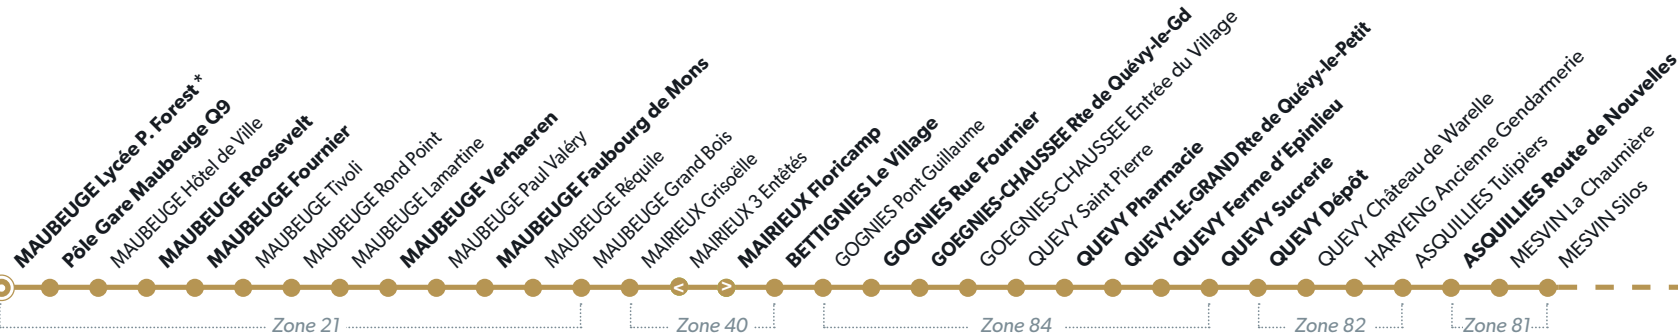 MAUBEUGE Lycée P. Forest *
Pôle Gare Maubeuge Q9
MAUBEUGE Hôtel de Ville
MAUBEUGE Roosevelt
MAUBEUGE Fournier
MAUBEUGE Tivoli
MAUBEUGE Rond Point
MAUBEUGE Lamartine
MAUBEUGE Verhaeren
MAUBEUGE Paul Valéry
MAUBEUGE Faubourg de Mons
MAUBEUGE Réquile
MAUBEUGE Grand Bois
MAIRIEUX Grisoëlle
MAIRIEUX 3 Entêtés
MAIRIEUX Floricamp
BETTIGNIES Le Village
GOGNIES Pont Guillaume
GOGNIES Rue Fournier
GOEGNIES-CHAUSSEE Rte de Quévy-le-Gd
GOEGNIES-CHAUSSEE Entrée du Village
QUEVY Saint Pierre
QUEVY Pharmacie
QUEVY-LE-GRAND Rte de Quévy-le-Petit
QUEVY Ferme d'Epinlieu
QUEVY Sucrerie
QUEVY Dépôt
QUEVY Château de Warelle
HARVENG Ancienne Gendarmerie
ASQUILLIES Tulipiers
ASQUILLIES Route de Nouvelles
MESVIN La Chaumière
MESVIN Silos
< >
Zone 21
Zone 40
Zone 84
Zone 82
Zone 81